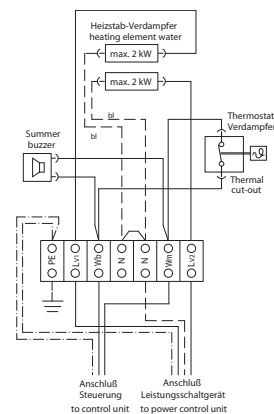 Heizstab-Verdampfer
heating element water
max. 2 kW
max. 2 kW
bl
bl
Thermostat
Verdampfer
Summer
buzzer
Thermal
cut-out
PE
Lv1
Wb
N
N
Wm
Lv2
Anschluß
Steuerung
to control unit
Anschluß
Leistungsschaltgerät
to power control unit